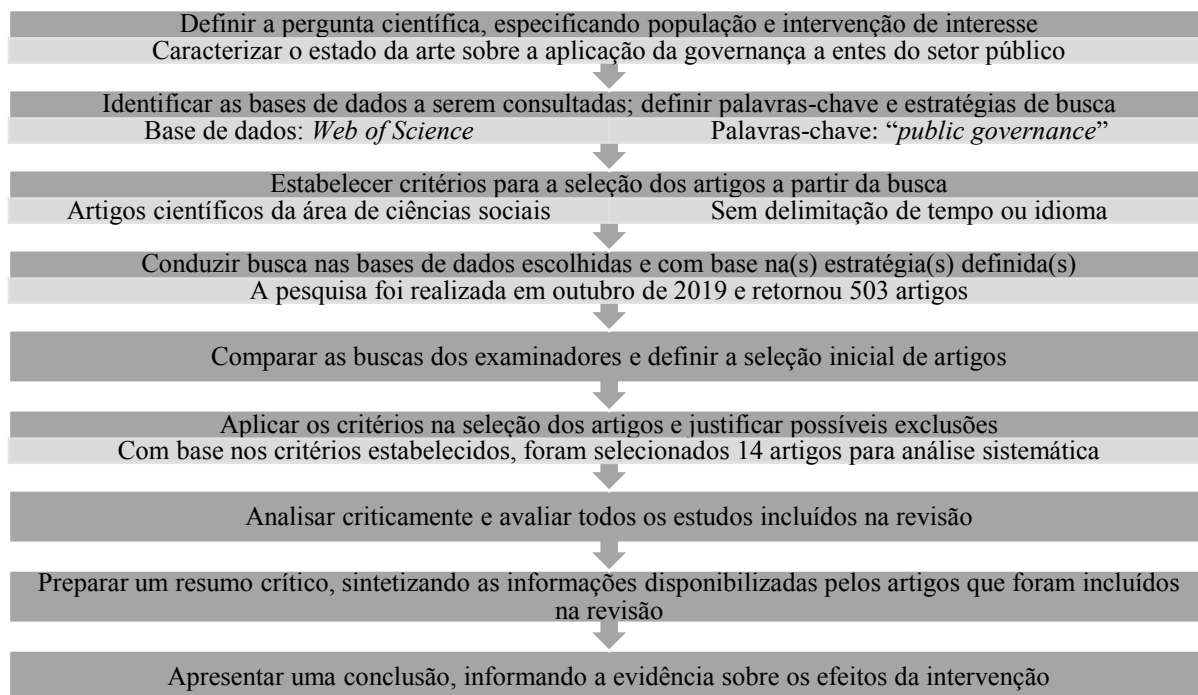 Definir a pergunta científica, especificando população e intervenção de interesse
Caracterizar o estado da arte sobre a aplicação da governança a entes do setor público
Identificar as bases de dados a serem consultadas; definir palavras-chave e estratégias de busca
Base de dados: Web of Science
Palavras-chave: “public governance”
Estabelecer critérios para a seleção dos artigos a partir da busca
Artigos científicos da área de ciências sociais
Sem delimitação de tempo ou idioma
Conduzir busca nas bases de dados escolhidas e com base na(s) estratégia(s) definida(s)
A pesquisa foi realizada em outubro de 2019 e retornou 503 artigos
Comparar as buscas dos examinadores e definir a seleção inicial de artigos
Aplicar os critérios na seleção dos artigos e justificar possíveis exclusões
Com base nos critérios estabelecidos, foram selecionados 14 artigos para análise sistemática
Analisar criticamente e avaliar todos os estudos incluídos na revisão
Preparar um resumo crítico, sintetizando as informações disponibilizadas pelos artigos que foram incluídos
na revisão
Apresentar uma conclusão, informando a evidência sobre os efeitos da intervenção